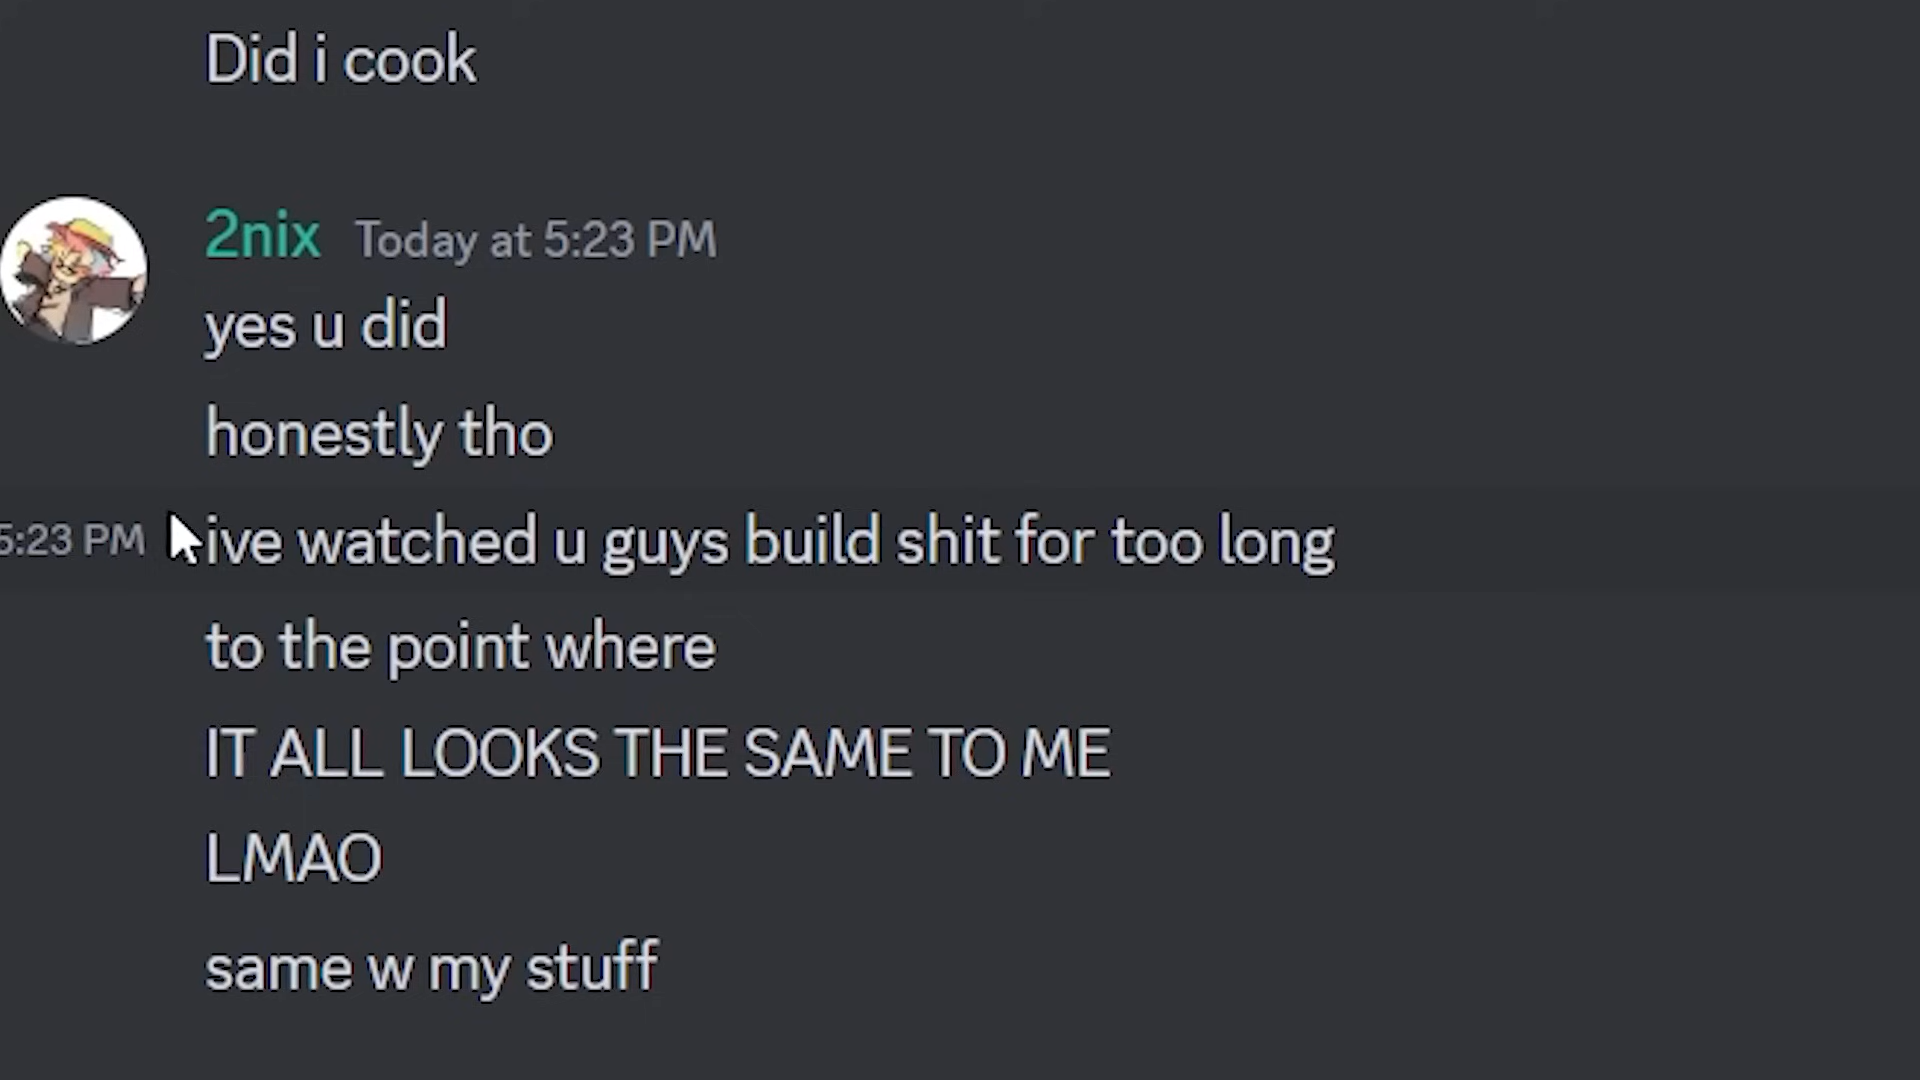 Did i cook
2nix Today at 5:23 PM
yes u did
honestly tho
5:23 PM ive watched u guys build shit for too long
to the point where
IT ALL LOOKS THE SAME TO ME
LMAO
same w my stuff